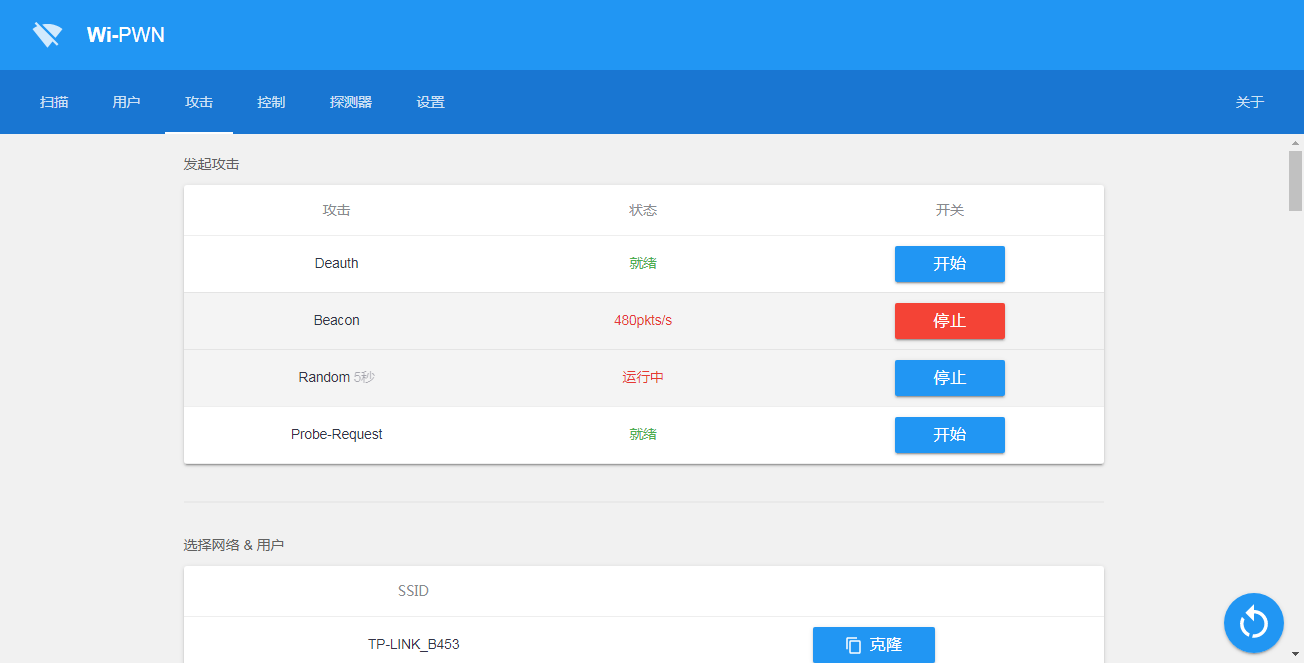 Wi-PWN
扫描 用户 攻击 控制 探测器 设置 关于
发起攻击
攻击 状态 开关
Deauth 就绪 开始
Beacon 480pkts/s 停止
Random 5秒 运行中 停止
Probe-Request 就绪 开始
选择网络 & 用户
SSID
TP-LINK_B453 克隆